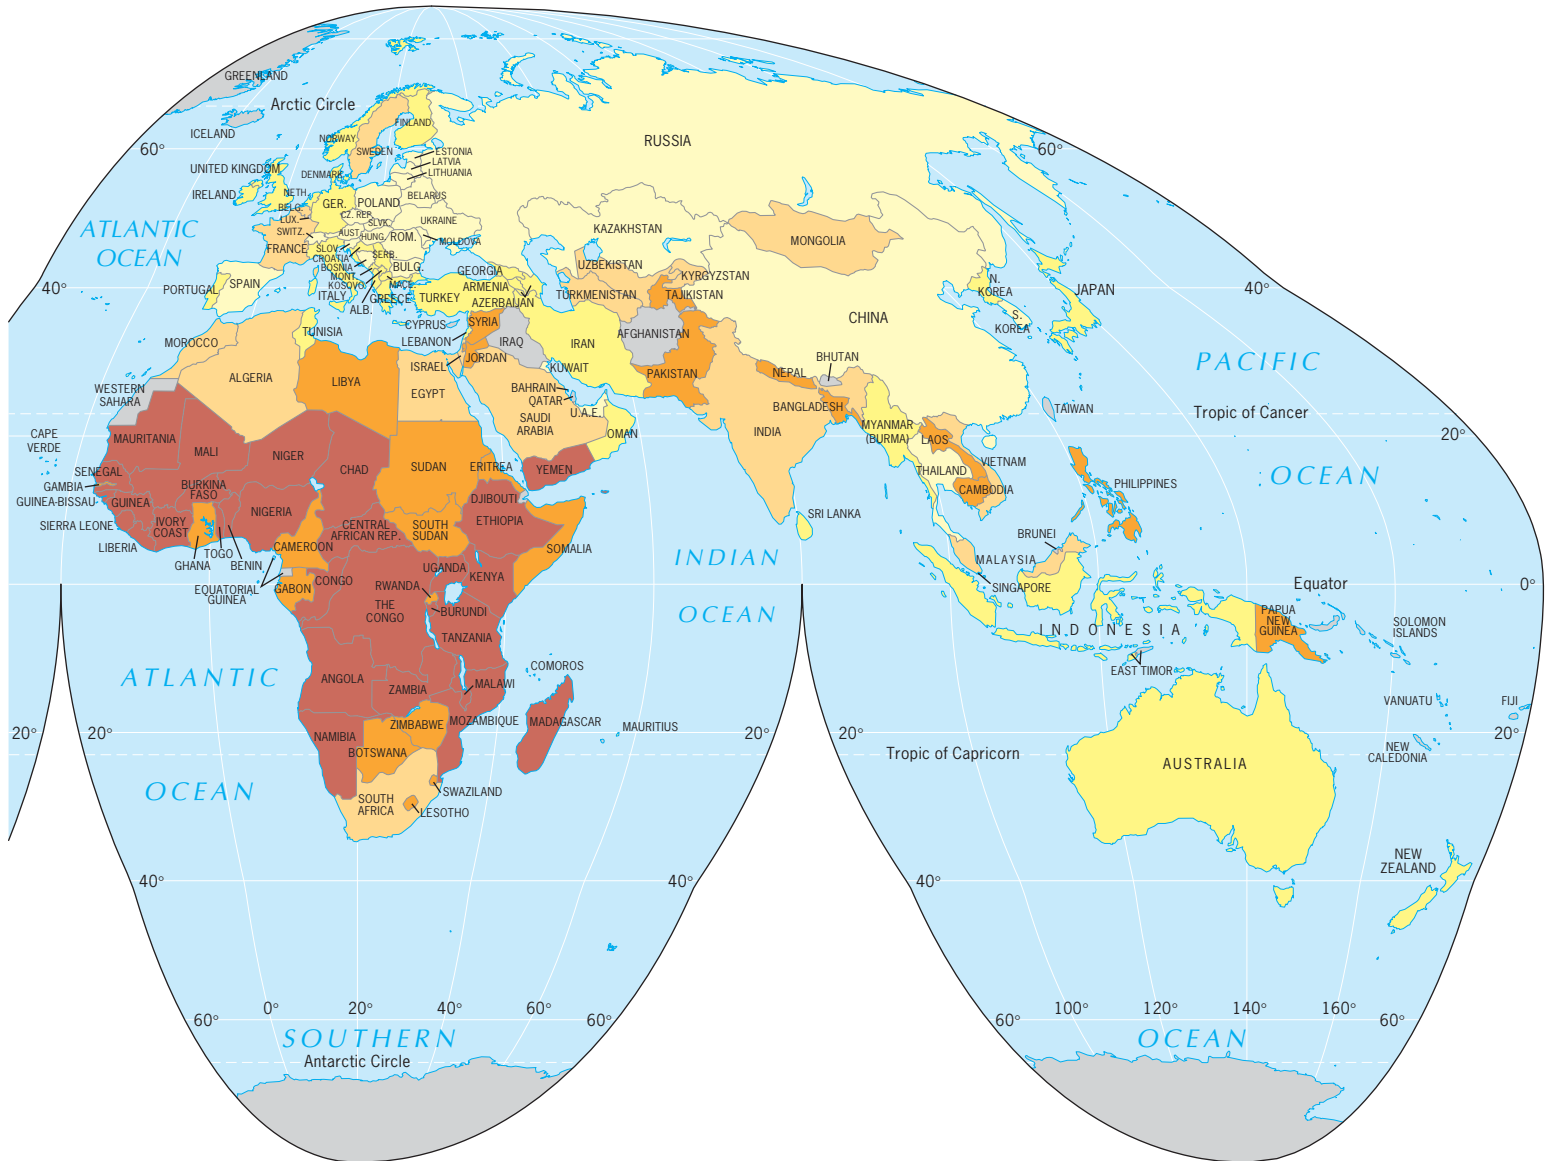 GREENLAND
Arctic Circle
ICELAND
60°
60°
NORWAY
FINLAND
SWEDEN
RUSSIA
ESTONIA
LATVIA
LITHUANIA
UNITED KINGDOM
DENMARK
IRELAND
NETH.
BELG.
LUX.
GER.
POLAND
BELARUS
CZ. REP.
SLVK.
UKRAINE
SWITZ.
AUST.
HUNG.
ROM.
MOLDOVA
FRANCE
SLOV.
CROATIA
BOSNIA
MONT.
KOSOVO
SERB.
BULG.
MACE.
ALB.
ITALY
GREECE
PORTUGAL
SPAIN
ATLANTIC
OCEAN
40°
40°
KAZAKHSTAN
MONGOLIA
UZBEKISTAN
KYRGYZSTAN
TURKMENISTAN
TAJIKISTAN
GEORGIA
ARMENIA
AZERBAIJAN
TURKEY
CYPRUS
LEBANON
SYRIA
ISRAEL
JORDAN
IRAQ
IRAN
AFGHANISTAN
KUWAIT
PAKISTAN
BAHRAIN
QATAR
U.A.E.
SAUDI
ARABIA
OMAN
YEMEN
CHINA
N.
KOREA
S.
KOREA
JAPAN
BHUTAN
NEPAL
BANGLADESH
INDIA
MYANMAR
(BURMA)
LAOS
THAILAND
VIETNAM
CAMBODIA
TAIWAN
PHILIPPINES
SRI LANKA
BRUNEI
MALAYSIA
SINGAPORE
INDONESIA
EAST TIMOR
PAPUA
NEW
GUINEA
SOLOMON
ISLANDS
VANUATU
FIJI
NEW
CALEDONIA
AUSTRALIA
NEW
ZEALAND
PACIFIC
OCEAN
Tropic of Cancer
20°
Equator
0°
TUNISIA
MOROCCO
ALGERIA
LIBYA
EGYPT
WESTERN
SAHARA
CAPE
VERDE
MAURITANIA
MALI
NIGER
CHAD
SUDAN
ERITREA
SENEGAL
GAMBIA
GUINEA-BISSAU
GUINEA
SIERRA LEONE
LIBERIA
IVORY
COAST
BURKINA
FASO
GHANA
TOGO
BENIN
NIGERIA
DJIBOUTI
ETHIOPIA
SOUTH
SUDAN
CENTRAL
AFRICAN REP.
CAMEROON
SOMALIA
EQUATORIAL
GUINEA
GABON
CONGO
UGANDA
KENYA
RWANDA
BURUNDI
THE
CONGO
TANZANIA
COMOROS
ANGOLA
ZAMBIA
MALAWI
MOZAMBIQUE
MADAGASCAR
MAURITIUS
ZIMBABWE
NAMIBIA
BOTSWANA
SWAZILAND
SOUTH
AFRICA
LESOTHO
INDIAN
OCEAN
ATLANTIC
OCEAN
20°
20°
20°
20°
20°
Tropic of Capricorn
40°
40°
40°
60°
0°
20°
40°
60°
60°
60°
100°
120°
140°
160°
60°
SOUTHERN
OCEAN
Antarctic Circle